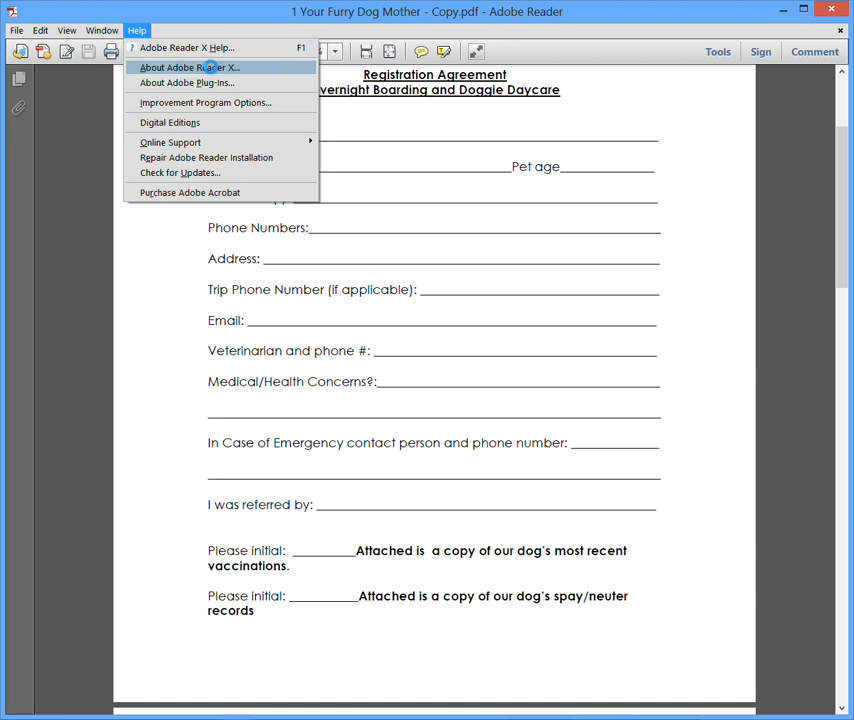 1 Your Furry Dog Mother - Copy.pdf - Adobe Reader
File Edit View Window Help
Tools Sign Comment
Adobe Reader X Help... F1
About Adobe Reader X...
About Adobe Plug-Ins...
Improvement Program Options...
Digital Editions
Online Support
Repair Adobe Reader Installation
Check for Updates...
Purchase Adobe Acrobat
Registration Agreement
vernight Boarding and Doggie Daycare
Pet age
Phone Numbers:
Address:
Trip Phone Number (if applicable):
Email:
Veterinarian and phone #:
Medical/Health Concerns?:
In Case of Emergency contact person and phone number:
I was referred by:
Please initial: Attached is a copy of our dog's most recent
vaccinations.
Please initial: Attached is a copy of our dog's spay/neuter
records